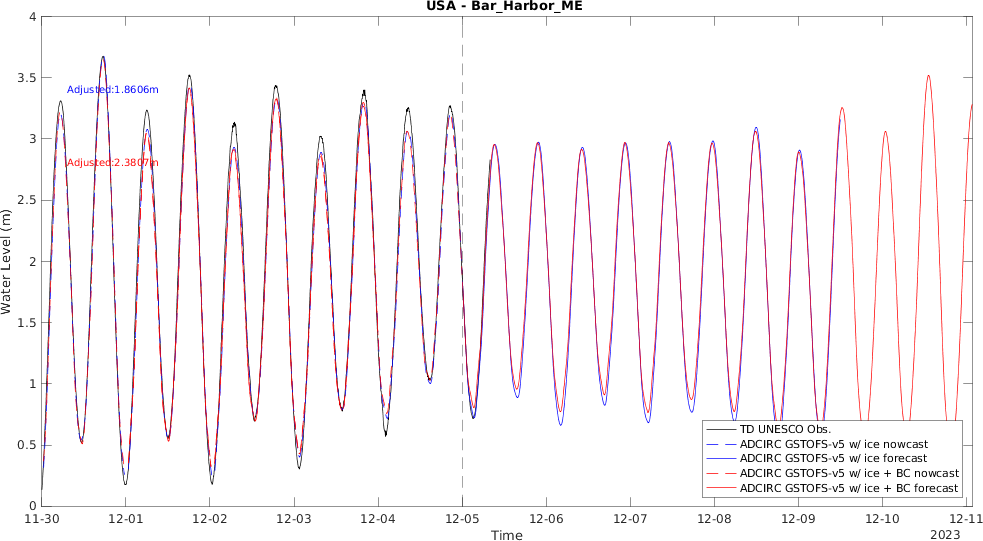 USA - Bar_Harbor_ME
4
3.5
3
2.5
2
1.5
1
0.5
0
Water Level (m)
Adjusted:1.8606m
Adjusted:2.3807m
TD UNESCO Obs.
ADCIRC GSTOFS-v5 w/ ice nowcast
ADCIRC GSTOFS-v5 w/ ice forecast
ADCIRC GSTOFS-v5 w/ ice + BC nowcast
ADCIRC GSTOFS-v5 w/ ice + BC forecast
11-30 12-01 12-02 12-03 12-04 12-05 12-06 12-07 12-08 12-09 12-10 12-11
Time
2023